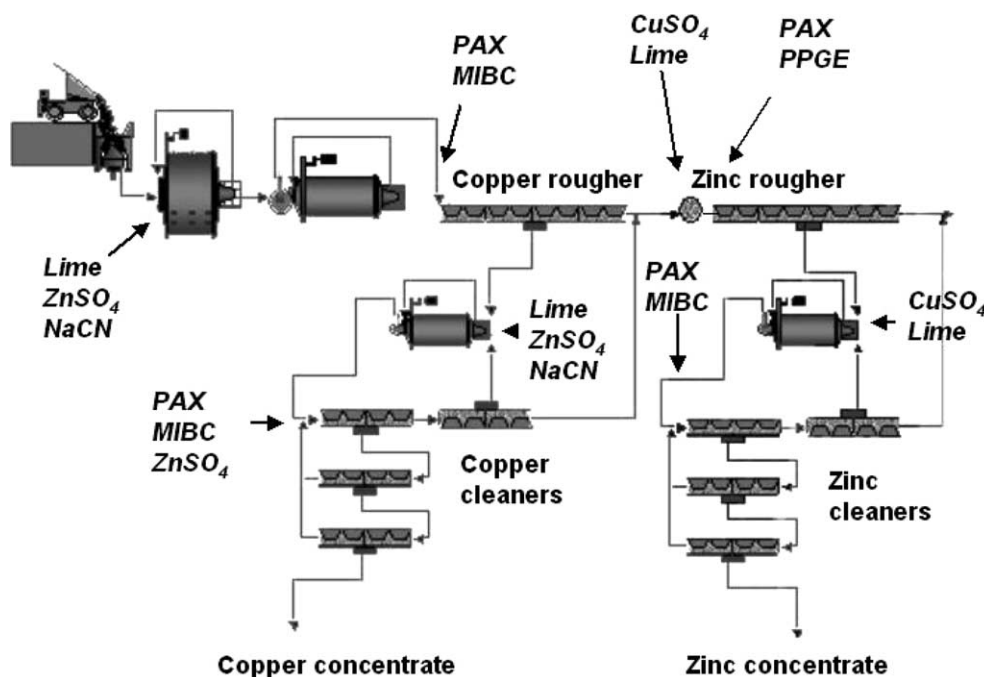 PAX
MIBC
CuSO4
Lime
PAX
PPGE
Copper rougher
Zinc rougher
Lime
ZnSO4
NaCN
Lime
ZnSO4
NaCN
PAX
MIBC
CuSO4
Lime
PAX
MIBC
ZnSO4
Copper
cleaners
Zinc
cleaners
Copper concentrate
Zinc concentrate